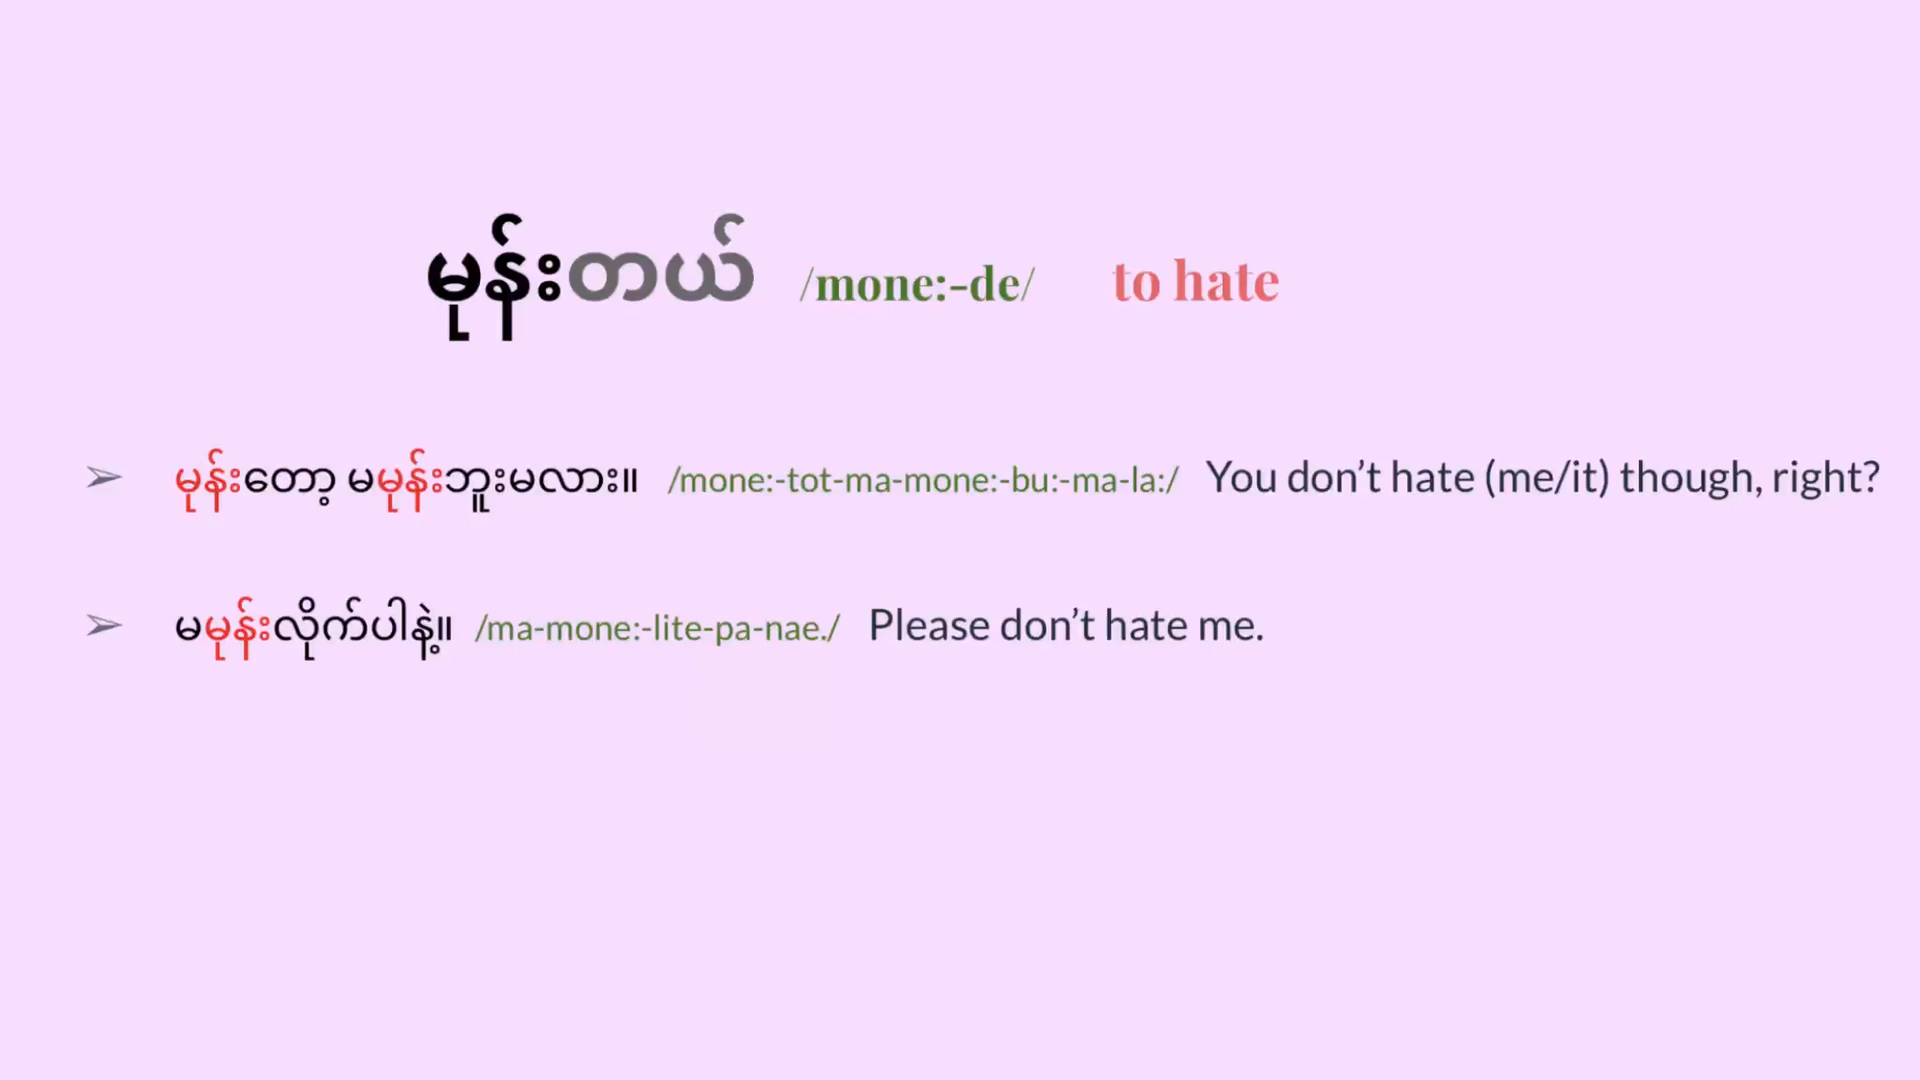 မုန်းတယ် /mone:-de/ to hate
➢ မုန်းတော့ မမုန်းဘူးမလား။ /mone:-tot-ma-mone:-bu:-ma-la:/ You don’t hate (me/it) though, right?
➢ မမုန်းလိုက်ပါနဲ့။ /ma-mone:-lite-pa-nae./ Please don’t hate me.